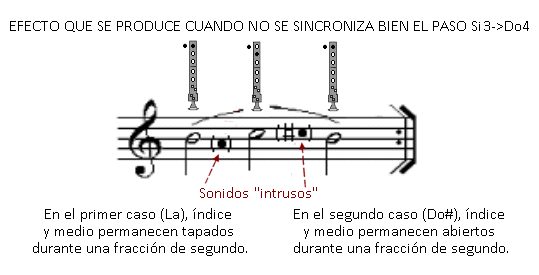 EFECTO QUE SE PRODUCE CUANDO NO SE SINCRONIZA BIEN EL PASO Si3->Do4
Sonidos "intrusos"
En el primer caso (La), índice
y medio permanecen tapados
durante una fracción de segundo.
En el segundo caso (Do#), índice
y medio permanecen abiertos
durante una fracción de segundo.